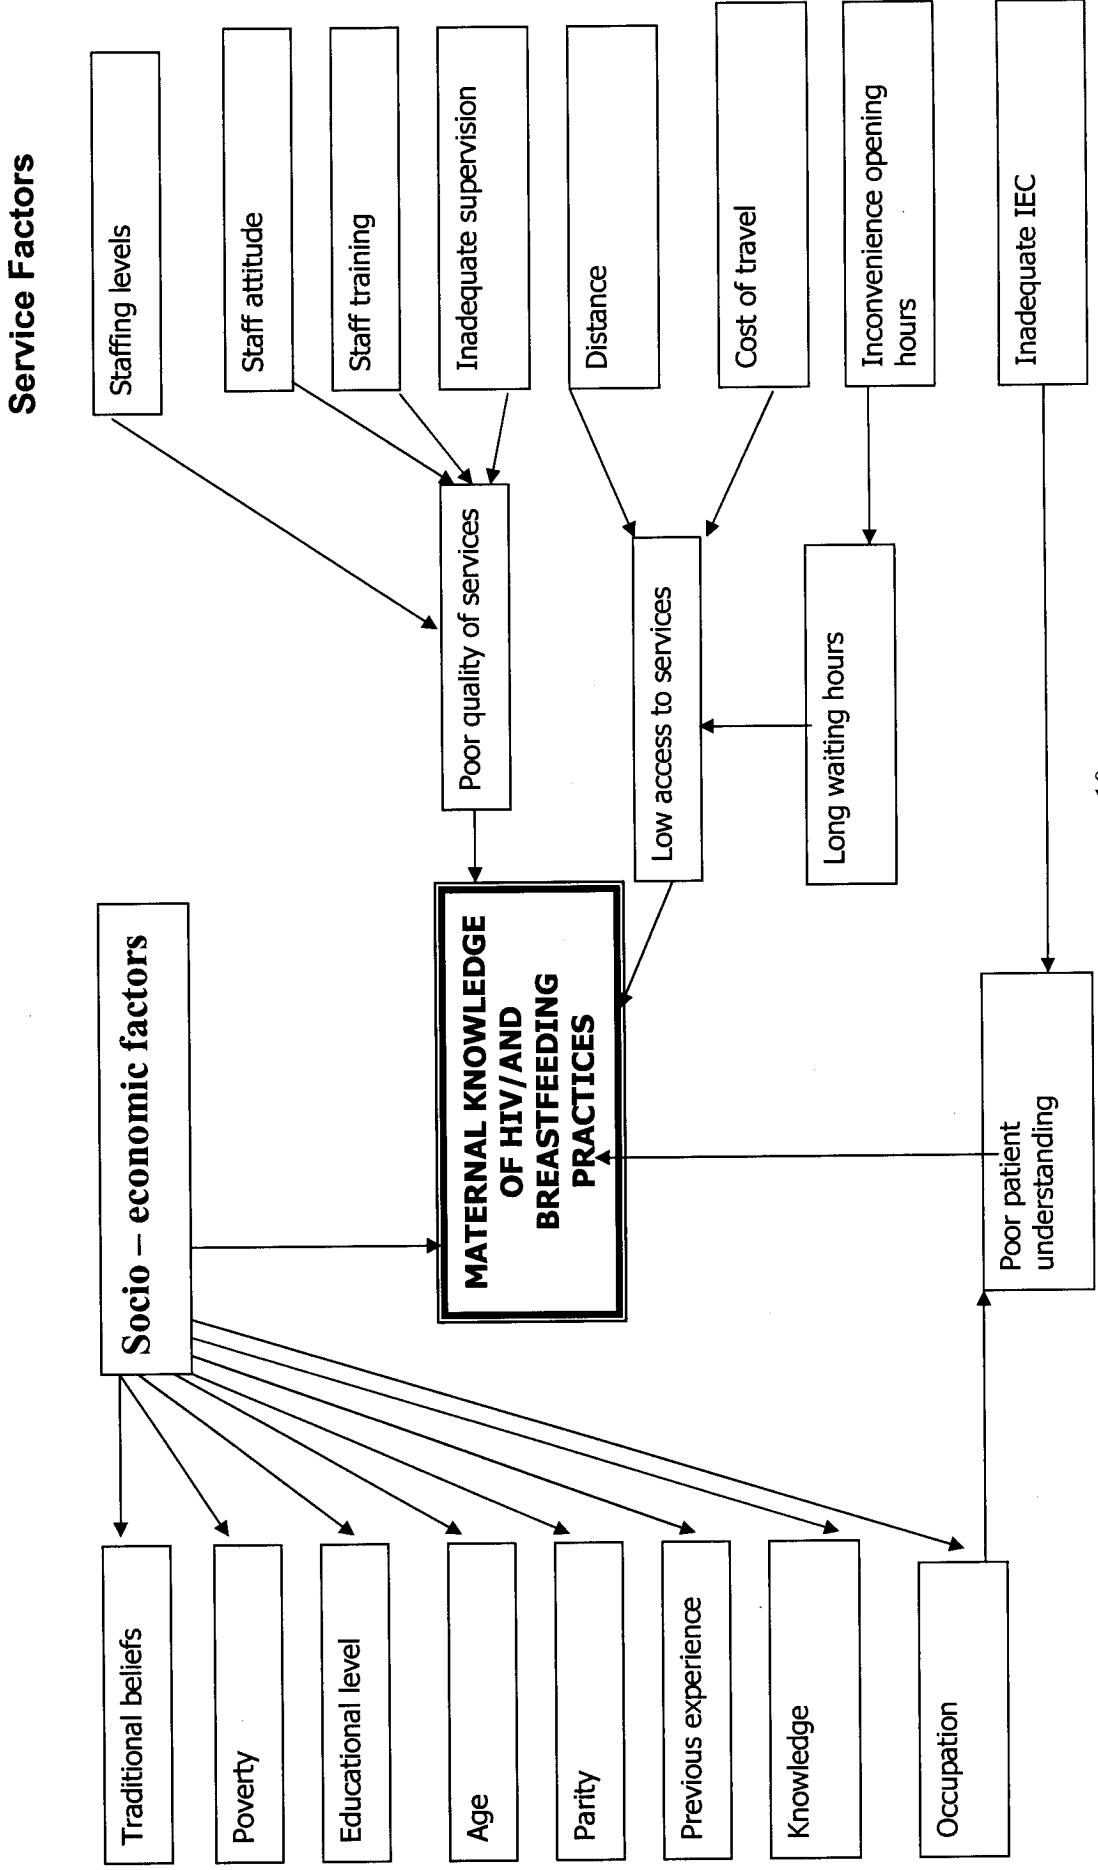 Service Factors
Socio – economic factors
Traditional beliefs
Poverty
Educational level
Age
Parity
Previous experience
Knowledge
Occupation
MATERNAL KNOWLEDGE
OF HIV/AND
BREASTFEEDING
PRACTICES
Poor patient
understanding
Poor quality of services
Low access to services
Long waiting hours
Staffing levels
Staff attitude
Staff training
Inadequate supervision
Distance
Cost of travel
Inconvenience opening
hours
Inadequate IEC